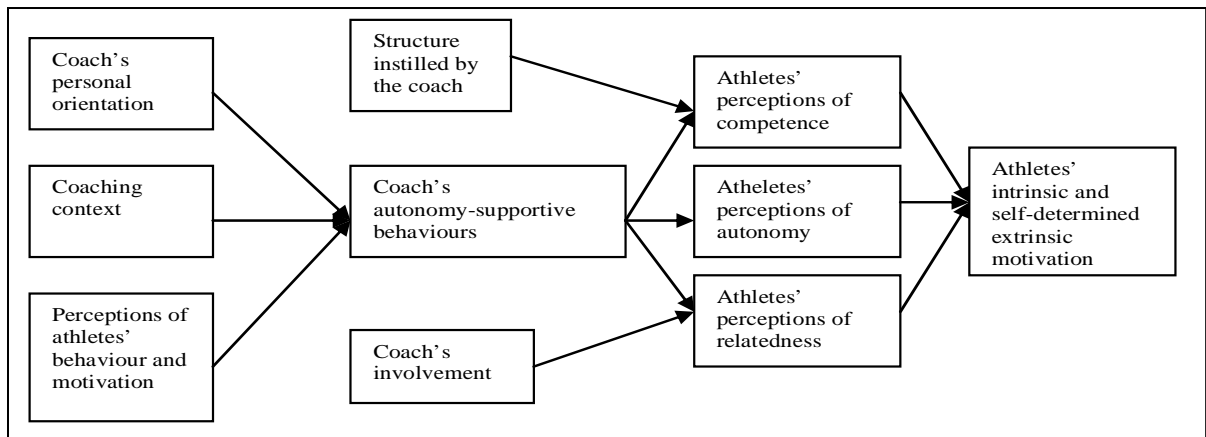 Coach's
personal
orientation
Coaching
context
Perceptions of
athletes'
behaviour and
motivation
Structure
instilled by
the coach
Coach's
autonomy-supportive
behaviours
Coach's
involvement
Athletes'
perceptions of
competence
Atheletes'
perceptions of
autonomy
Athletes'
perceptions of
relatedness
Athletes'
intrinsic and
self-determined
extrinsic
motivation